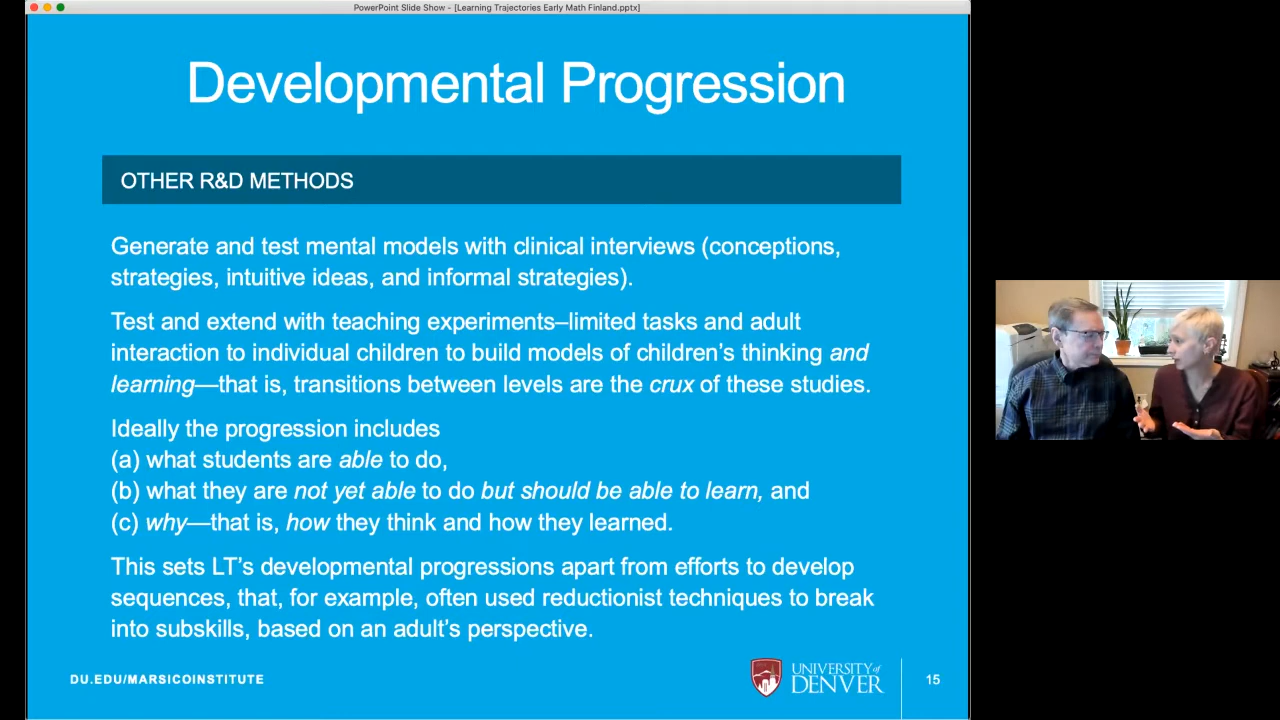 PowerPoint Slide Show - [Learning Trajectories Early Math Finland.pptx]
Developmental Progression
OTHER R&D METHODS
Generate and test mental models with clinical interviews (conceptions,
strategies, intuitive ideas, and informal strategies).
Test and extend with teaching experiments–limited tasks and adult
interaction to individual children to build models of children’s thinking and
learning—that is, transitions between levels are the crux of these studies.
Ideally the progression includes
(a) what students are able to do,
(b) what they are not yet able to do but should be able to learn, and
(c) why—that is, how they think and how they learned.
This sets LT’s developmental progressions apart from efforts to develop
sequences, that, for example, often used reductionist techniques to break
into subskills, based on an adult’s perspective.
DU.EDU/MARSICOINSTITUTE
UNIVERSITY of
DENVER
15